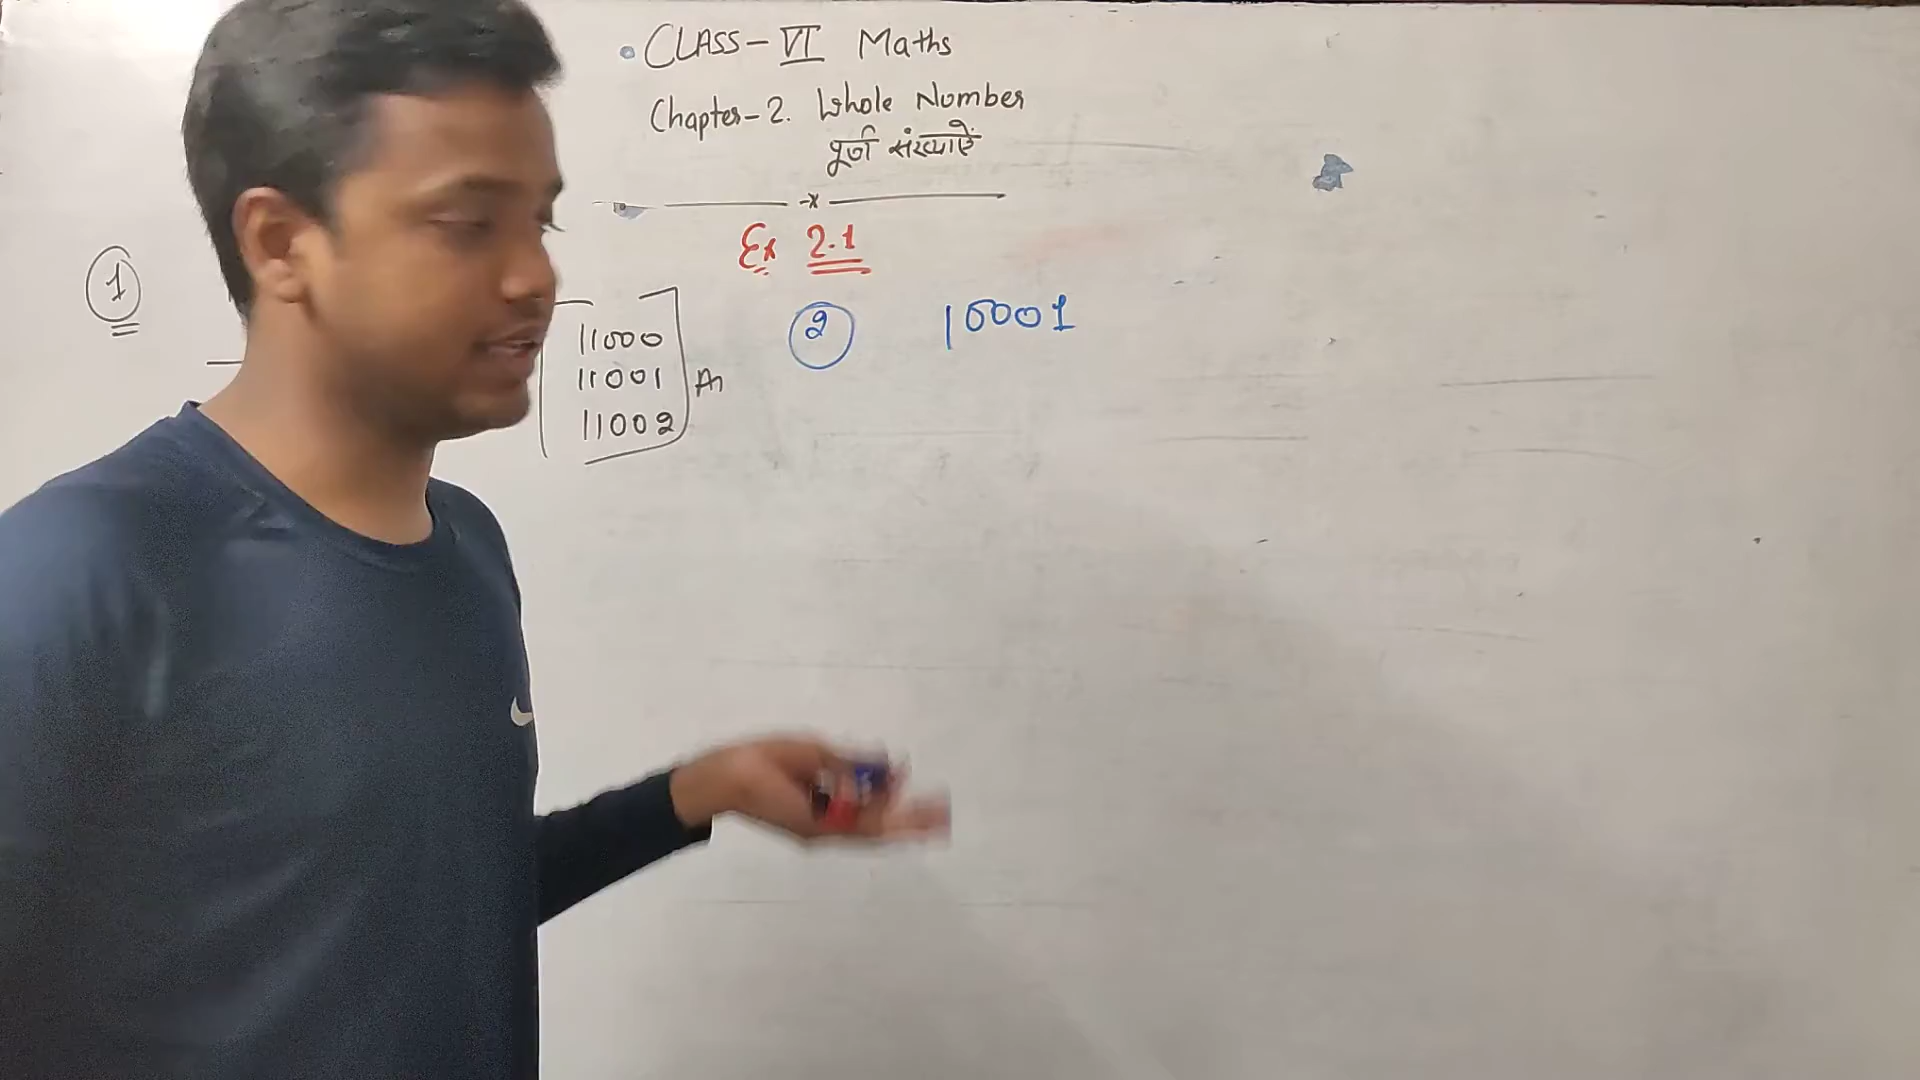 • CLASS - VI Maths
Chapter - 2. Whole Number
पूर्ण संख्याऐं
Ex 2.1
1
11000
11001
11002
An
2
10001